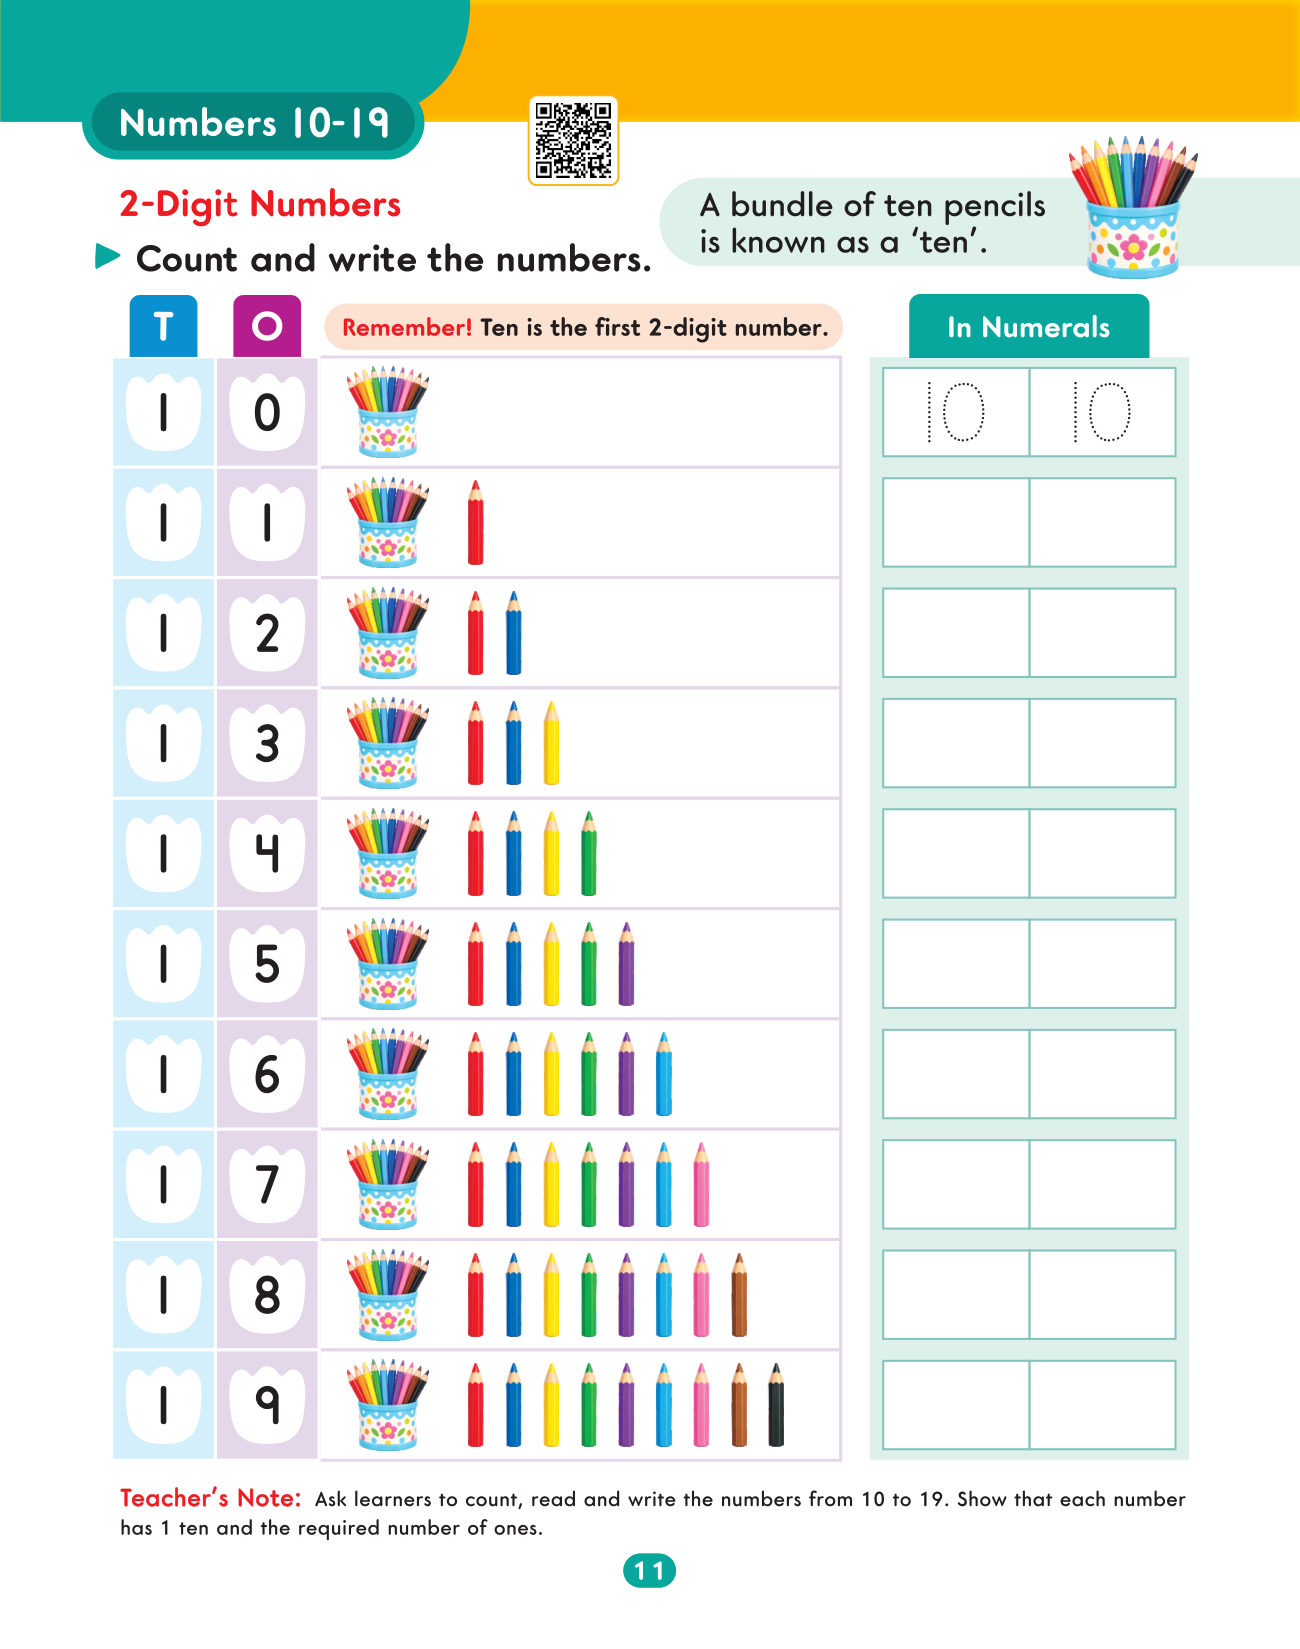 Numbers 10-19
2-Digit Numbers
A bundle of ten pencils
is known as a ‘ten’.
Count and write the numbers.
T O Remember! Ten is the first 2-digit number. In Numerals
1 0 10 10
1 1
1 2
1 3
1 4
1 5
1 6
1 7
1 8
1 9
Teacher's Note: Ask learners to count, read and write the numbers from 10 to 19. Show that each number
has 1 ten and the required number of ones.
11